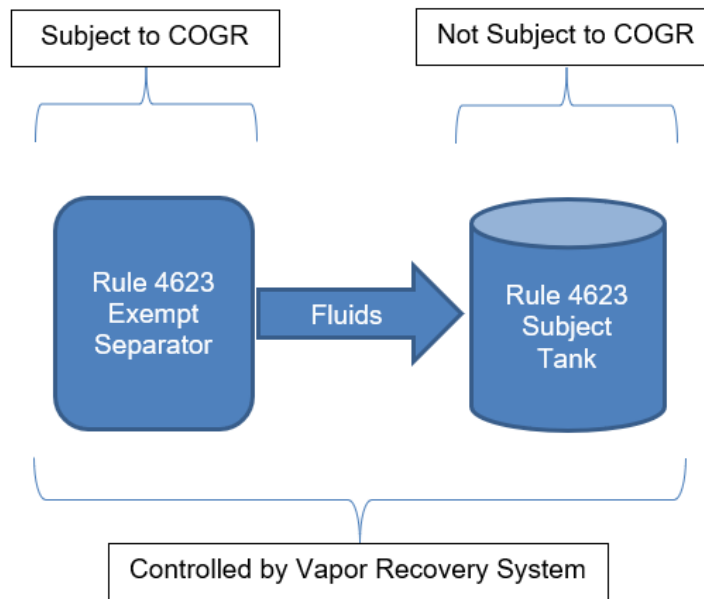 Subject to COGR
Not Subject to COGR
Rule 4623
Exempt
Separator
Fluids
Rule 4623
Subject
Tank
Controlled by Vapor Recovery System